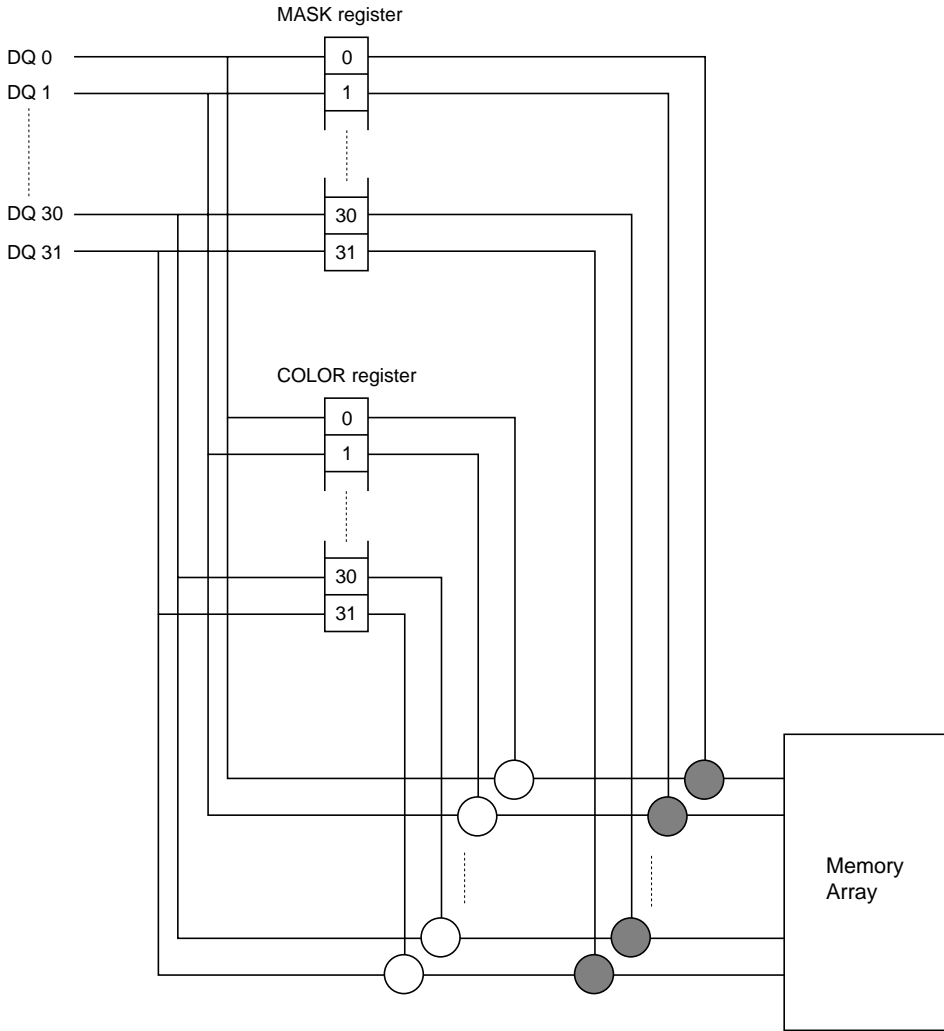 MASK register
DQ 0
0
DQ 1
1
DQ 30
30
DQ 31
31
COLOR register
0
1
30
31
Memory
Array